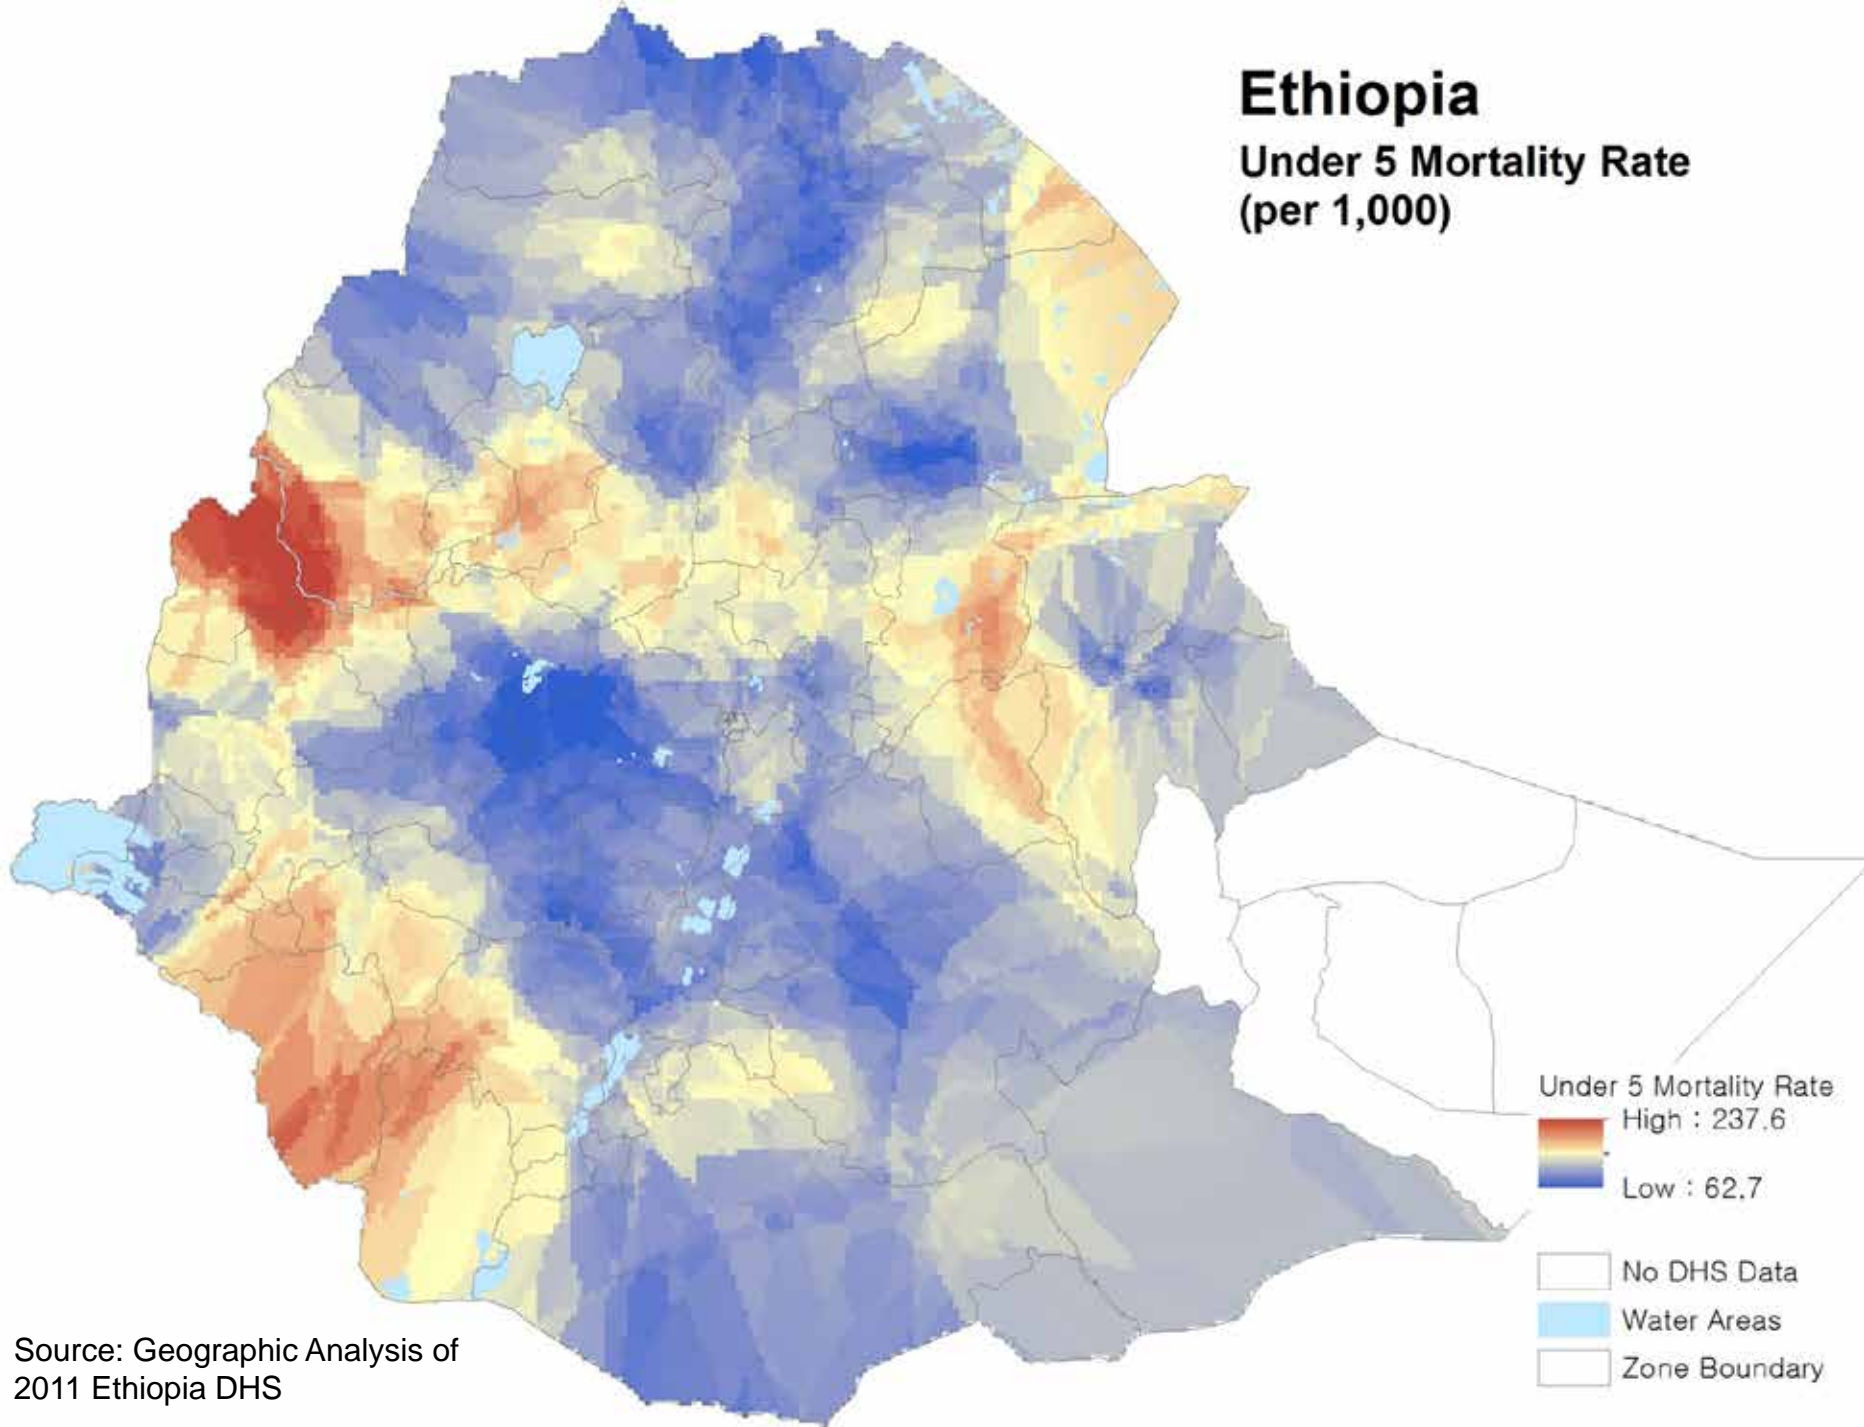 Ethiopia
Under 5 Mortality Rate
(per 1,000)
Under 5 Mortality Rate
High : 237.6
Low : 62.7
No DHS Data
Water Areas
Zone Boundary
Source: Geographic Analysis of
2011 Ethiopia DHS